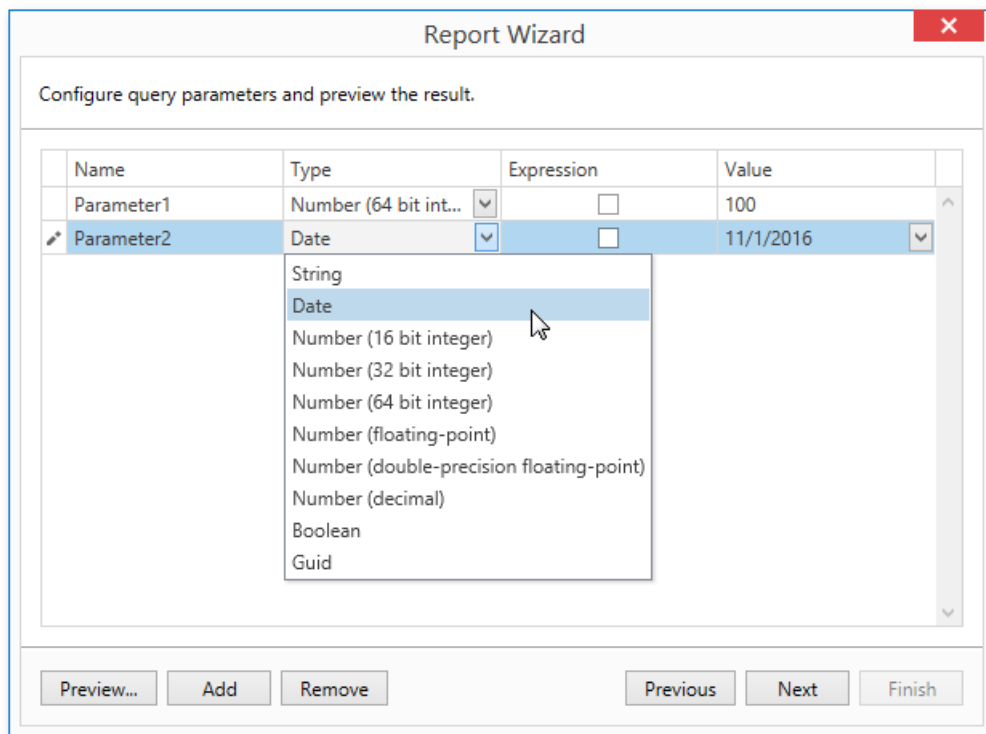 Report Wizard
Configure query parameters and preview the result.
Name Type Expression Value
Parameter1 Number (64 bit int... 100
Parameter2 Date 11/1/2016
String
Date
Number (16 bit integer)
Number (32 bit integer)
Number (64 bit integer)
Number (floating-point)
Number (double-precision floating-point)
Number (decimal)
Boolean
Guid
Preview... Add Remove Previous Next Finish